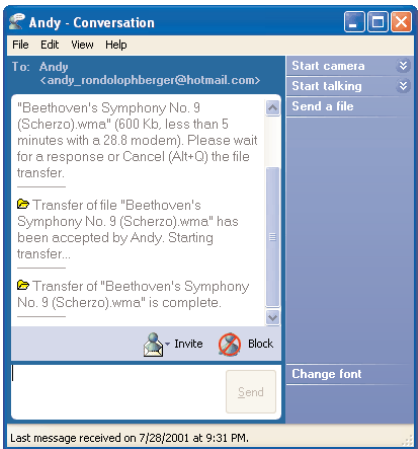 Andy - Conversation
File Edit View Help
To: Andy
<andy_rondolophberger@hotmail.com>
"Beethoven's Symphony No. 9
(Scherzo).wma" (600 Kb, less than 5
minutes with a 28.8 modem). Please wait
for a response or Cancel (Alt+Q) the file
transfer.
Transfer of file "Beethoven's
Symphony No. 9 (Scherzo).wma" has
been accepted by Andy. Starting
transfer...
Transfer of "Beethoven's Symphony
No. 9 (Scherzo).wma" is complete.
Invite Block
Send
Start camera
Start talking
Send a file
Change font
Last message received on 7/28/2001 at 9:31 PM.